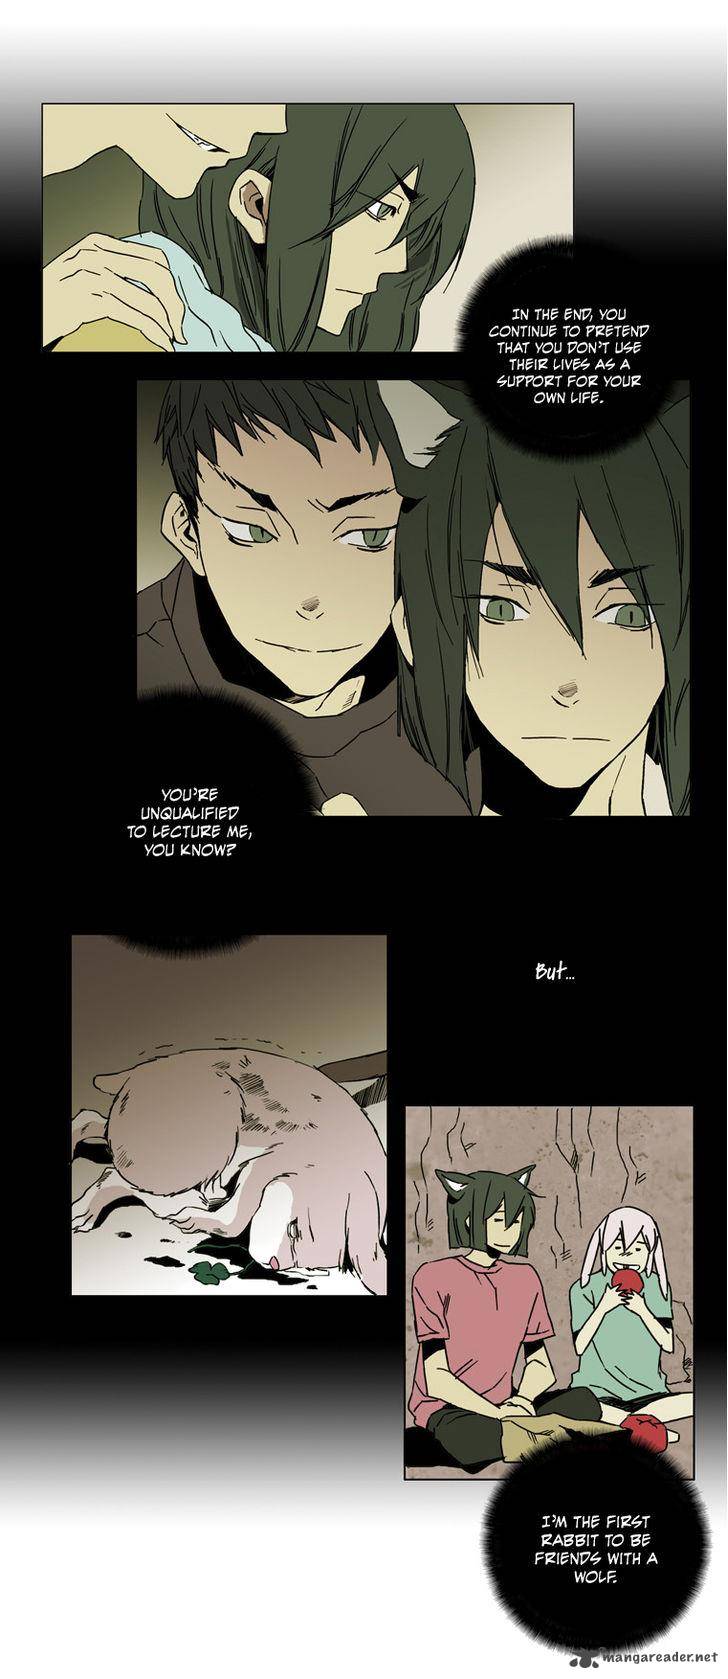 IN THE END, YOU
CONTINUE TO PRETEND
THAT YOU DON'T USE
THEIR LIVES AS A
SUPPORT FOR YOUR
OWN LIFE.
YOU'RE
UNQUALIFIED
TO LECTURE ME,
YOU KNOW?
But...
I'M THE FIRST
RABBIT TO BE
FRIENDS WITH A
WOLF.
mangareader.net